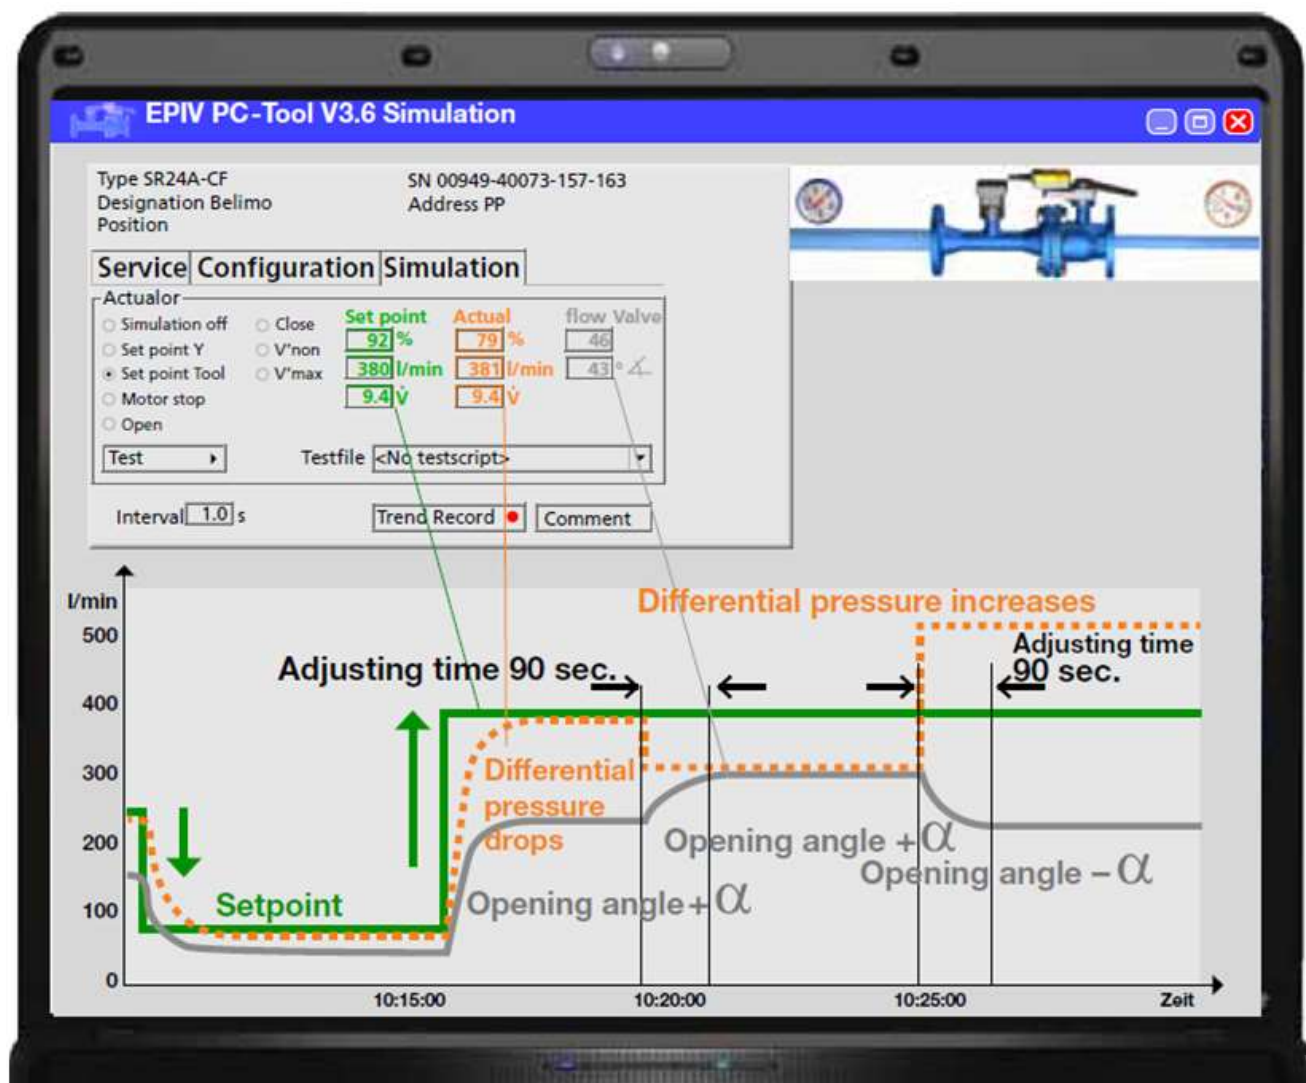 EPIV PC-Tool V3.6 Simulation
Type SR24A-CF
SN 00949-40073-157-163
Designation Belimo
Address PP
Position
Service Configuration Simulation
Actualor
Set point Actual flow Valve
Simulation off Close 92 % 79 % 46
Set point Y V'non
Set point Tool V'max 380 l/min 381 l/min 43 °
Motor stop 9.4 V̇ 9.4 V̇
Open
Test Testfile <No testscript>
Interval 1.0 s Trend Record Comment
l/min
Differential pressure increases
500
Adjusting time
90 sec.
Adjusting time 90 sec.
400
300
Differential
pressure
drops
200
Opening angle + α
Opening angle – α
100
Setpoint
Opening angle + α
0
10:15:00 10:20:00 10:25:00 Zeit